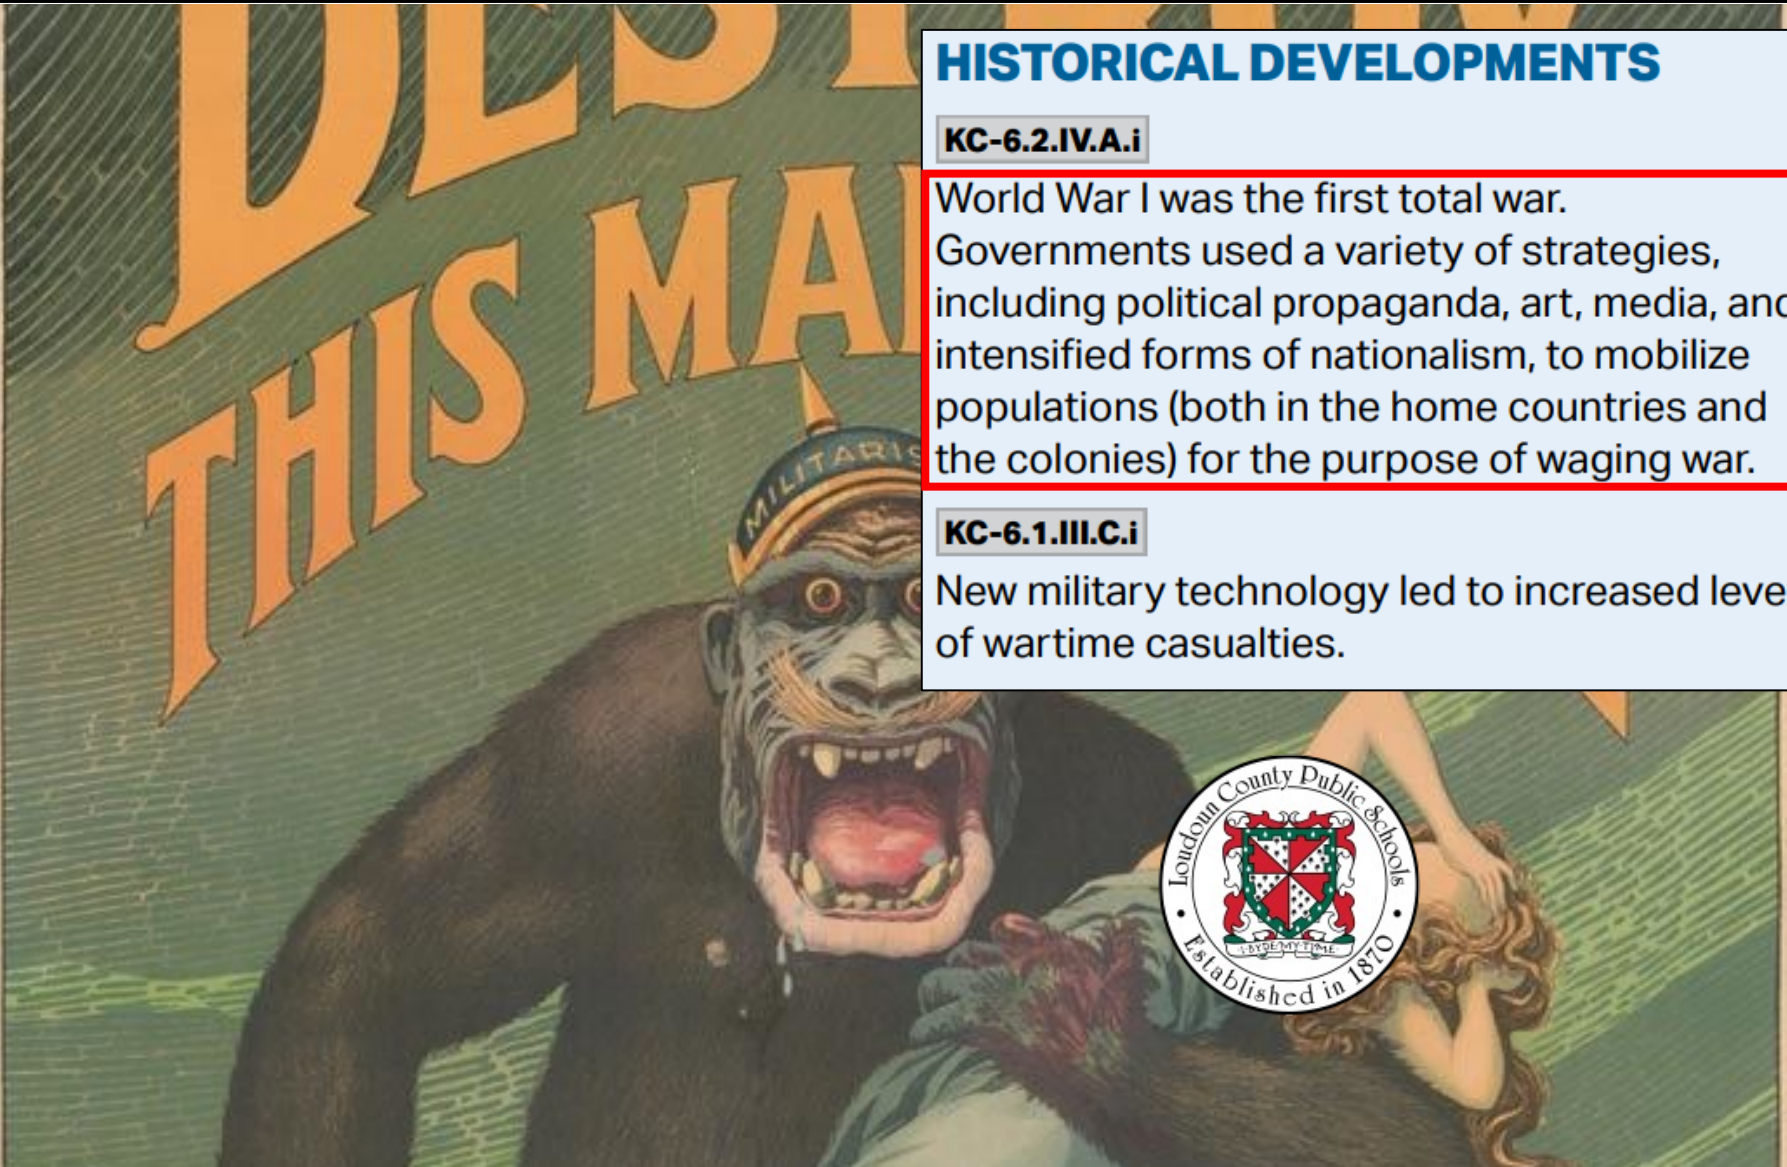 HISTORICAL DEVELOPMENTS
KC-6.2.IV.A.i
World War I was the first total war.
Governments used a variety of strategies,
including political propaganda, art, media, and
intensified forms of nationalism, to mobilize
populations (both in the home countries and
the colonies) for the purpose of waging war.
KC-6.1.III.C.i
New military technology led to increased leve
of wartime casualties.
DEST
THIS MA
MILITARIS
Loudoun County Public Schools
I·BYDE·MY·TIME
Established in 1870